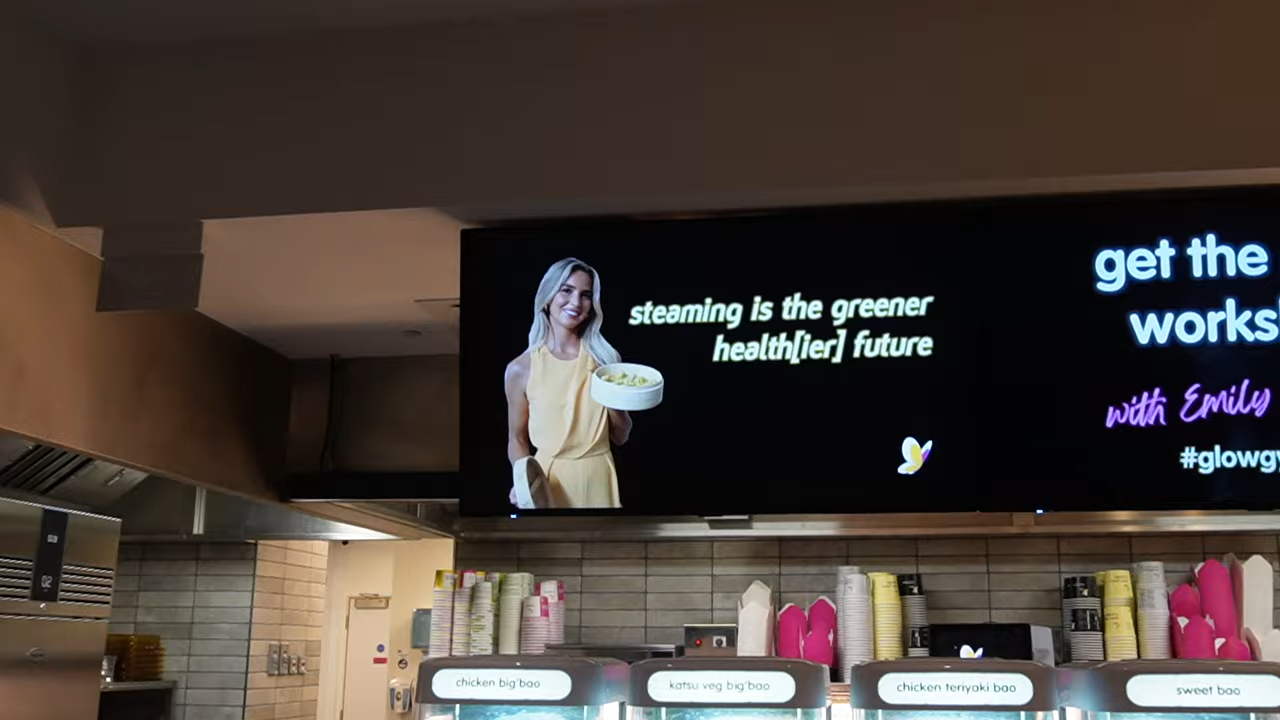 steaming is the greener
health[ier] future
get the
works
with Emily
#glowgy
chicken big'bao
katsu veg big'bao
chicken teriyaki bao
sweet bao